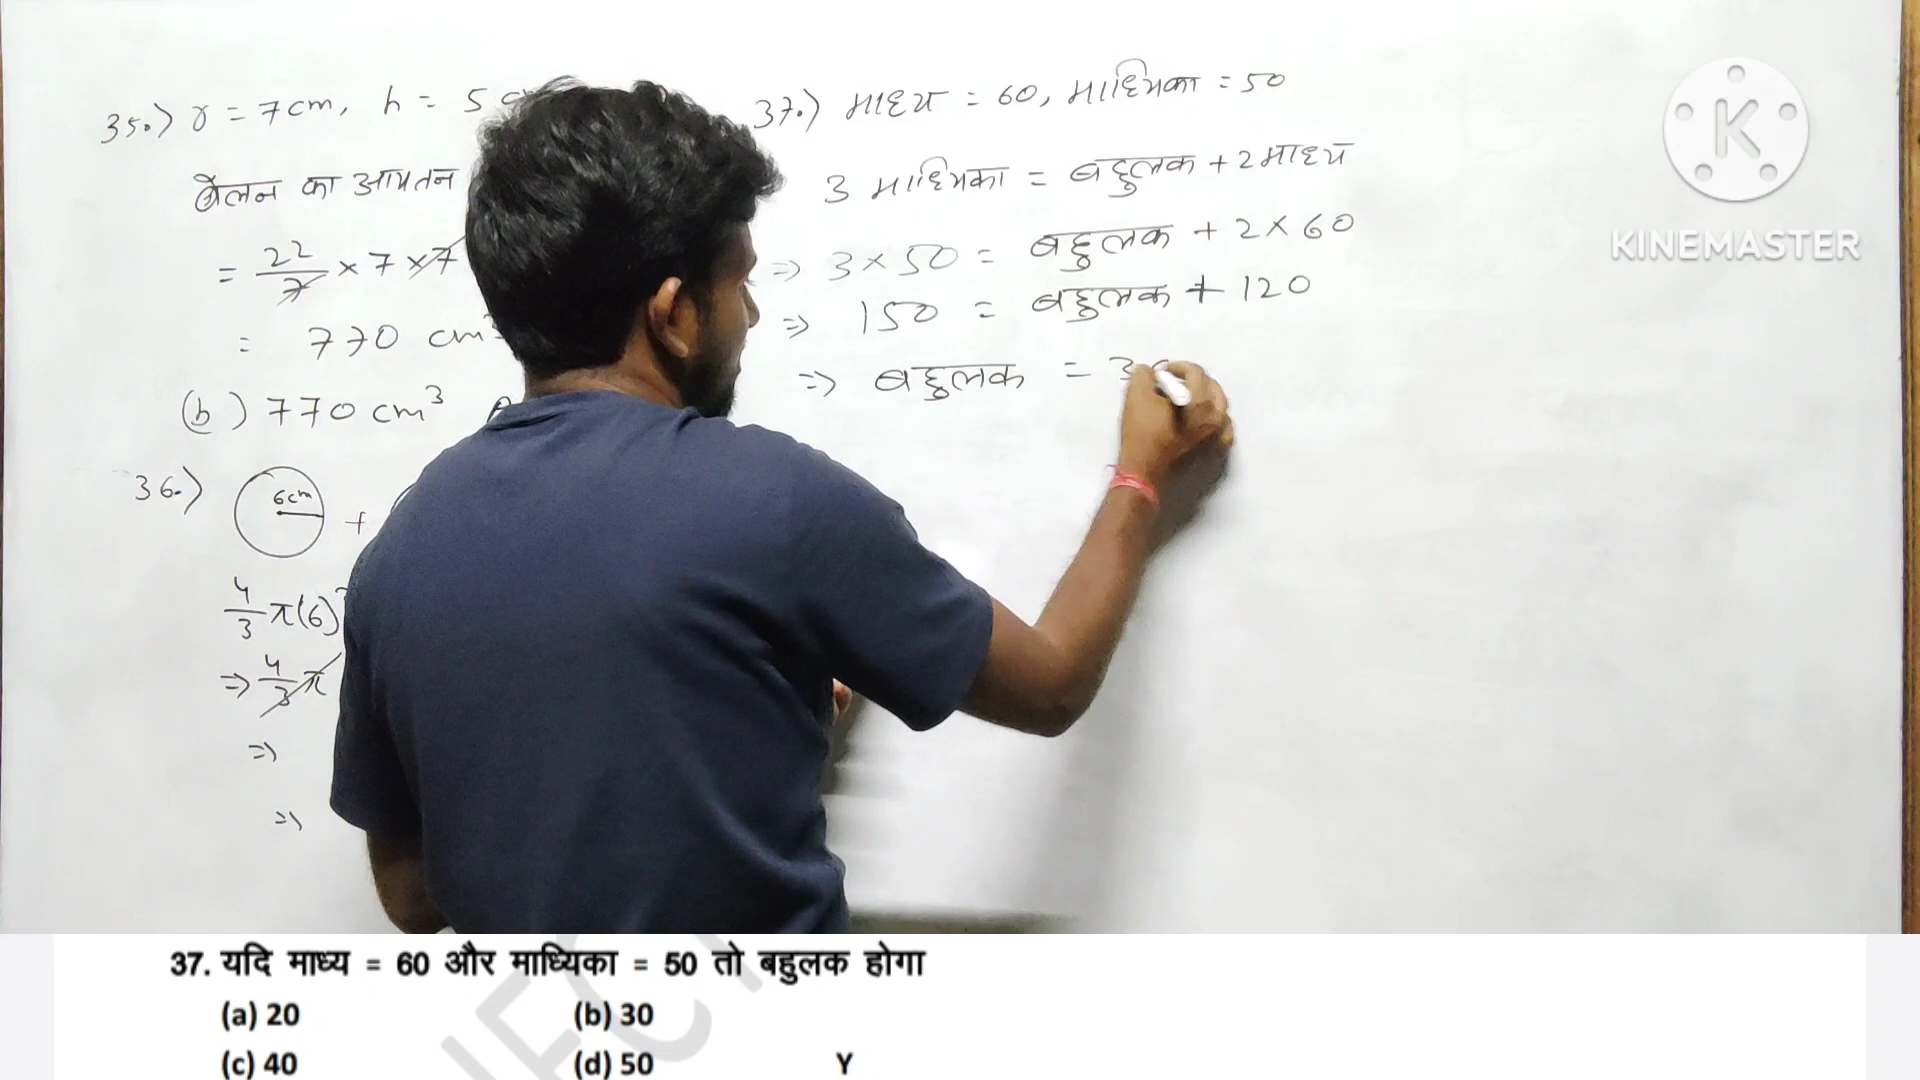 35.) r = 7cm, h = 5
बेलन का आयतन
= 22/7 × 7 × 7
= 770 cm
(b) 770 cm³
36.) 6cm +
4/3 π(6)
⇒ 4/3 π
⇒
⇒
37.) माध्य = 60, माध्यिका = 50
3 माध्यिका = बहुलक + 2 माध्य
⇒ 3 × 50 = बहुलक + 2 × 60
⇒ 150 = बहुलक + 120
⇒ बहुलक = 3
KINEMASTER
37. यदि माध्य = 60 और माध्यिका = 50 तो बहुलक होगा
(a) 20 (b) 30
(c) 40 (d) 50 Y